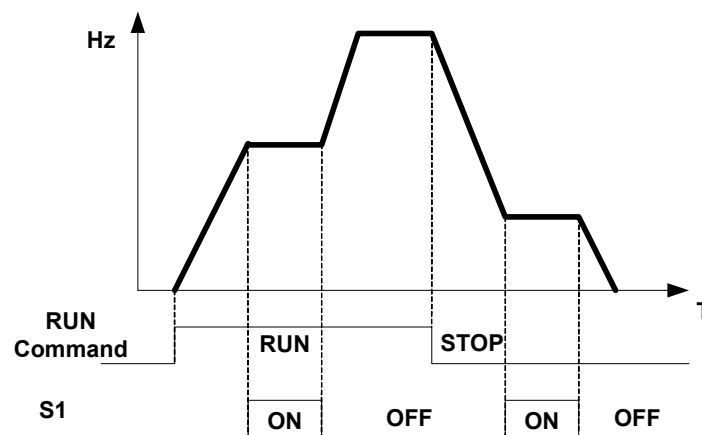 Hz
T
RUN
Command
RUN
STOP
S1
ON
OFF
ON
OFF